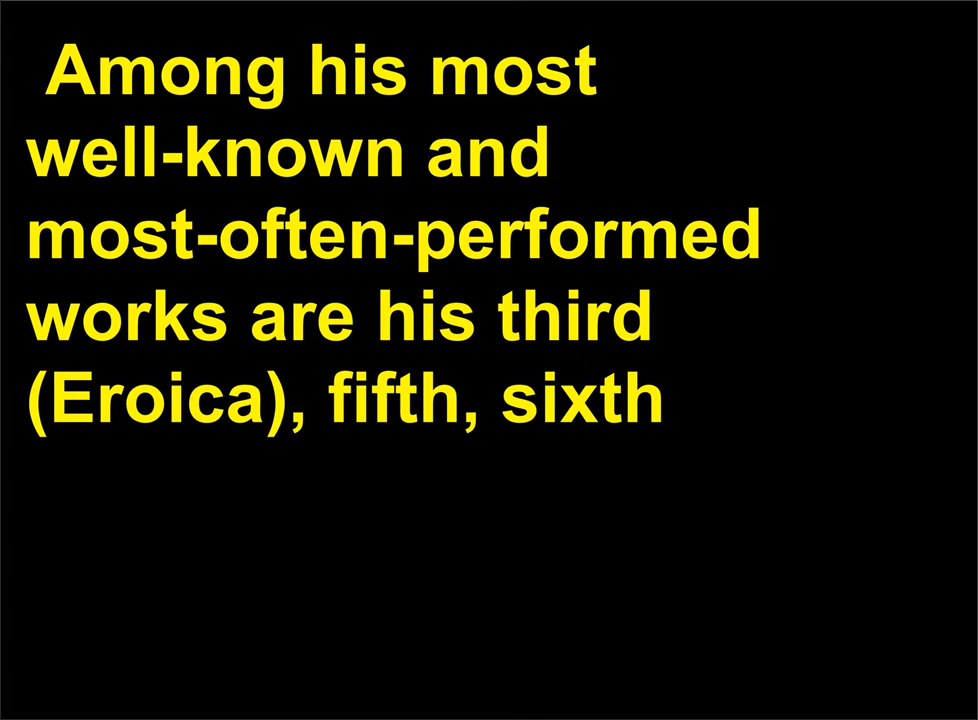 Among his most
well-known and
most-often-performed
works are his third
(Eroica), fifth, sixth